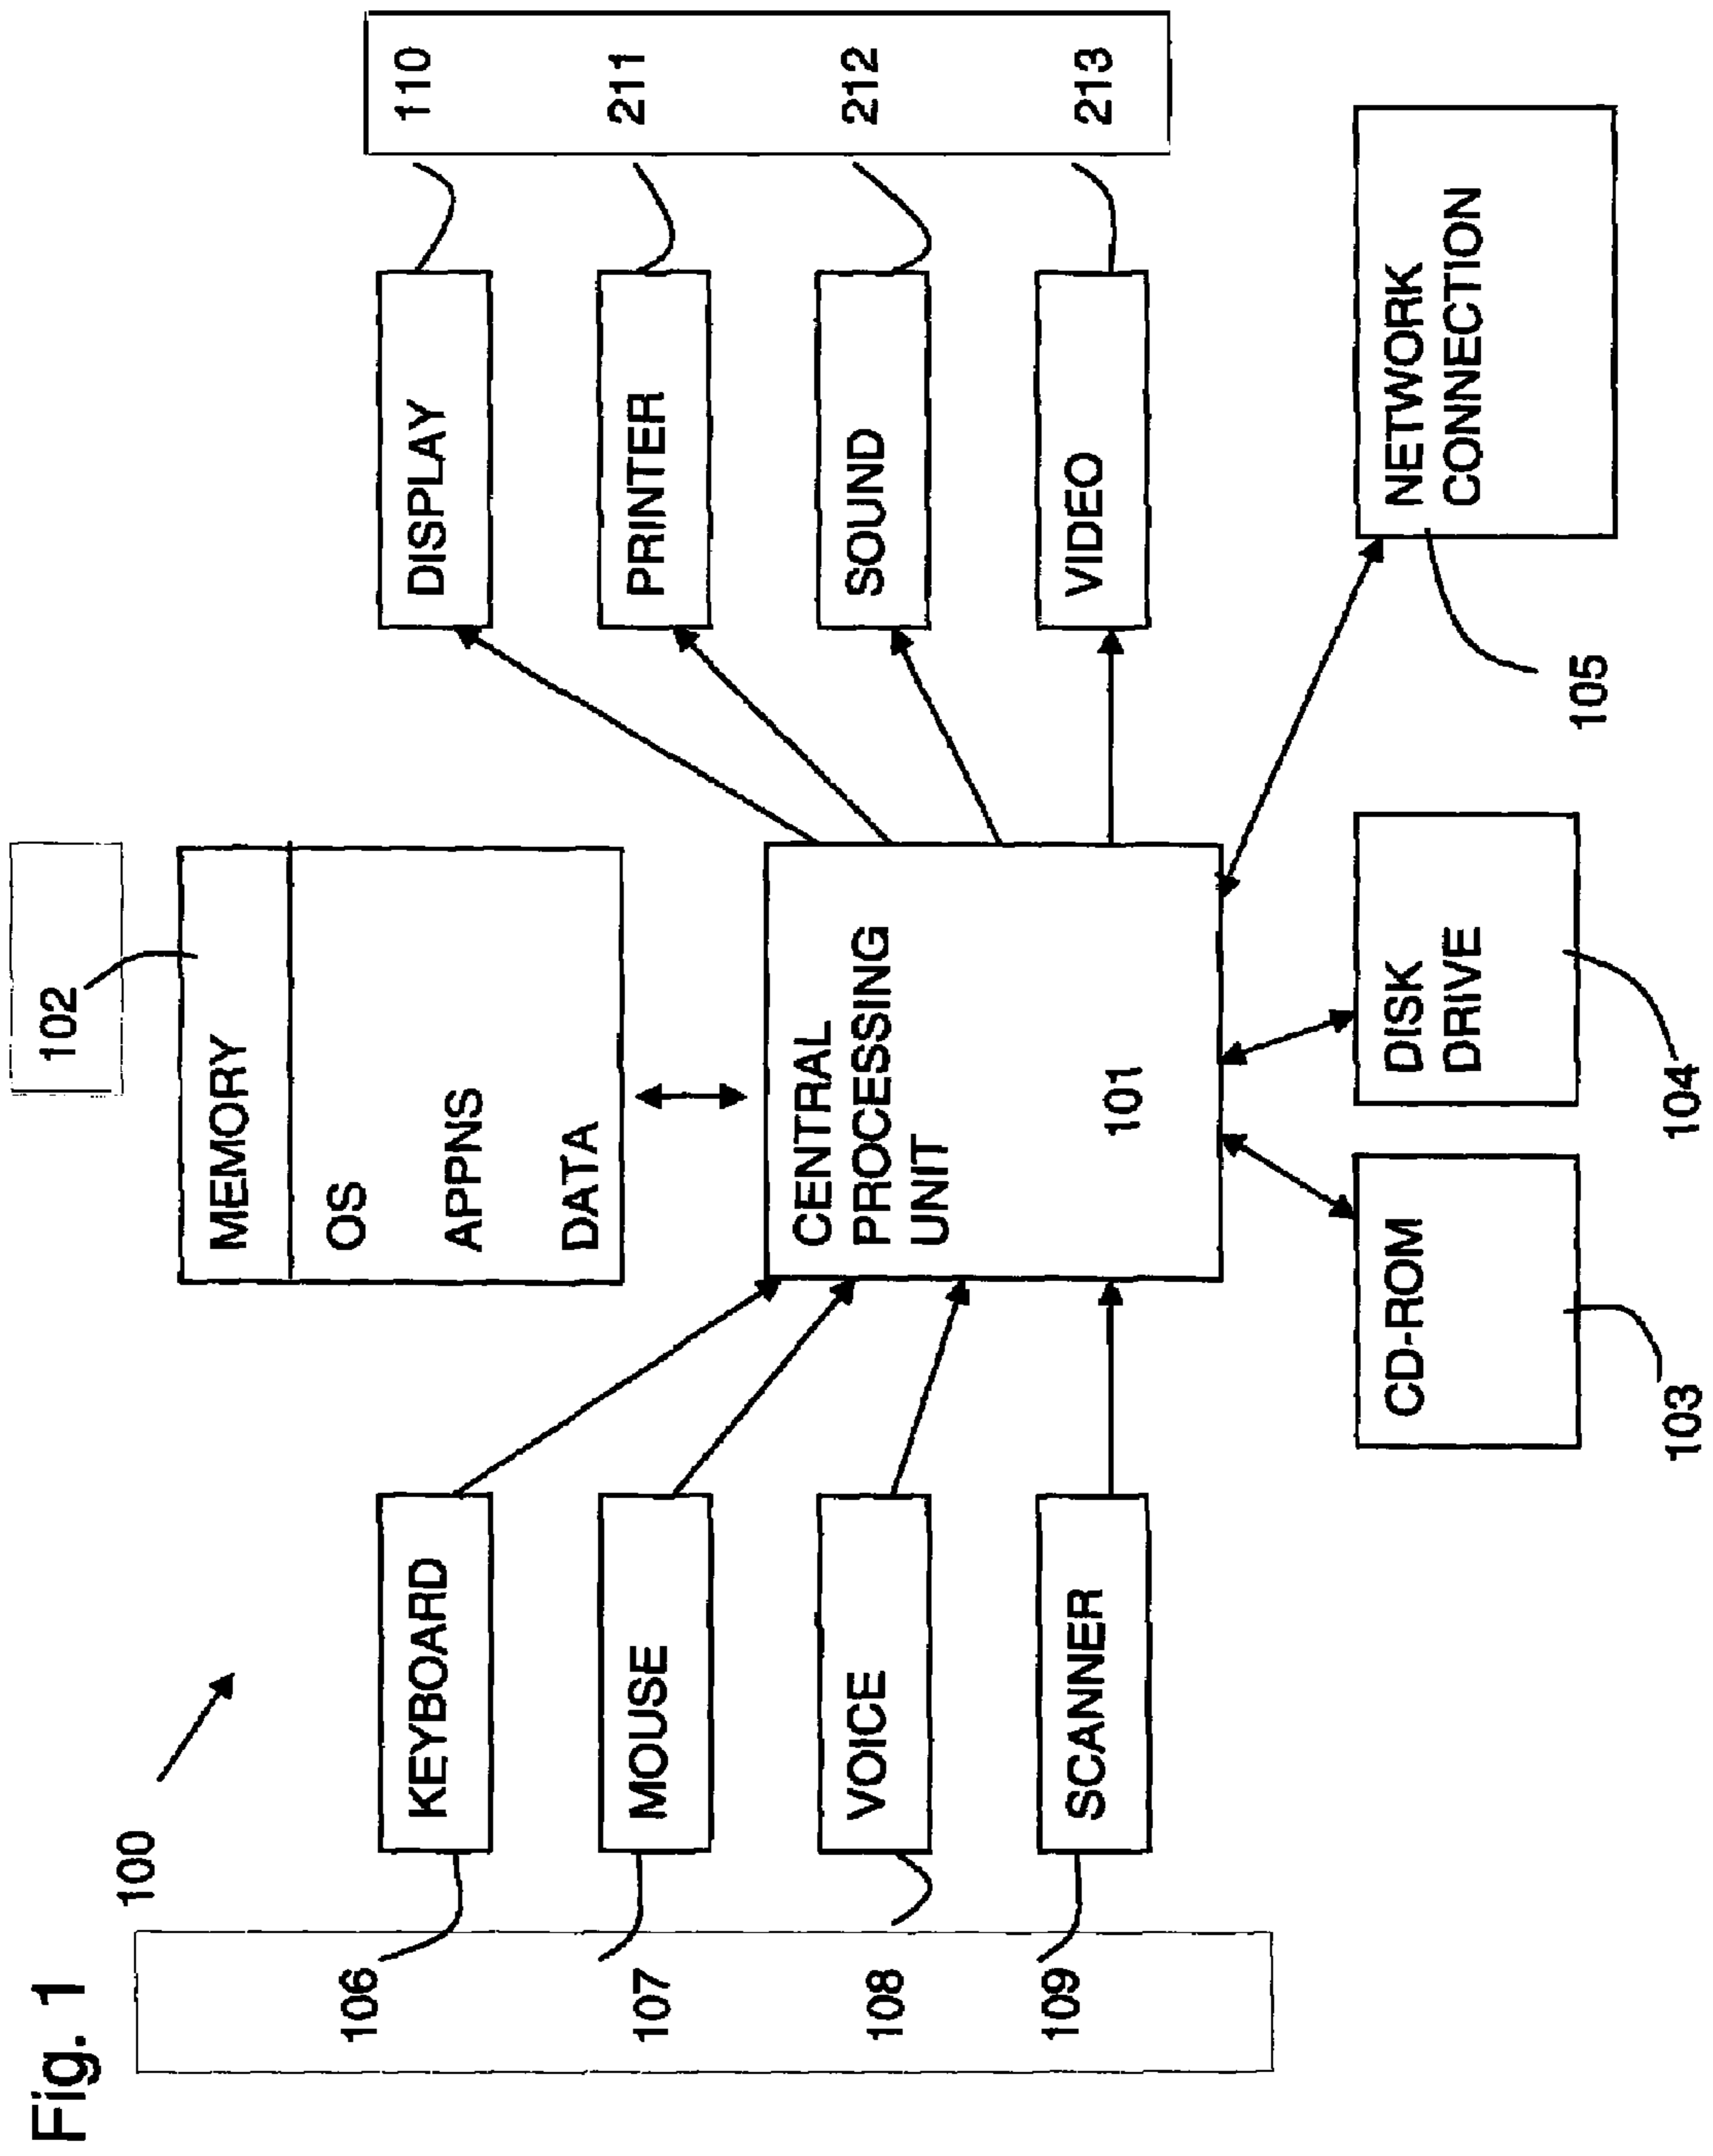 Fig. 1
100
102
MEMORY
OS
APPNS
DATA
106
KEYBOARD
DISPLAY
110
107
MOUSE
PRINTER
211
108
VOICE
SOUND
212
109
SCANNER
VIDEO
213
CENTRAL
PROCESSING
UNIT
101
CD-ROM
103
DISK
DRIVE
104
NETWORK
CONNECTION
105